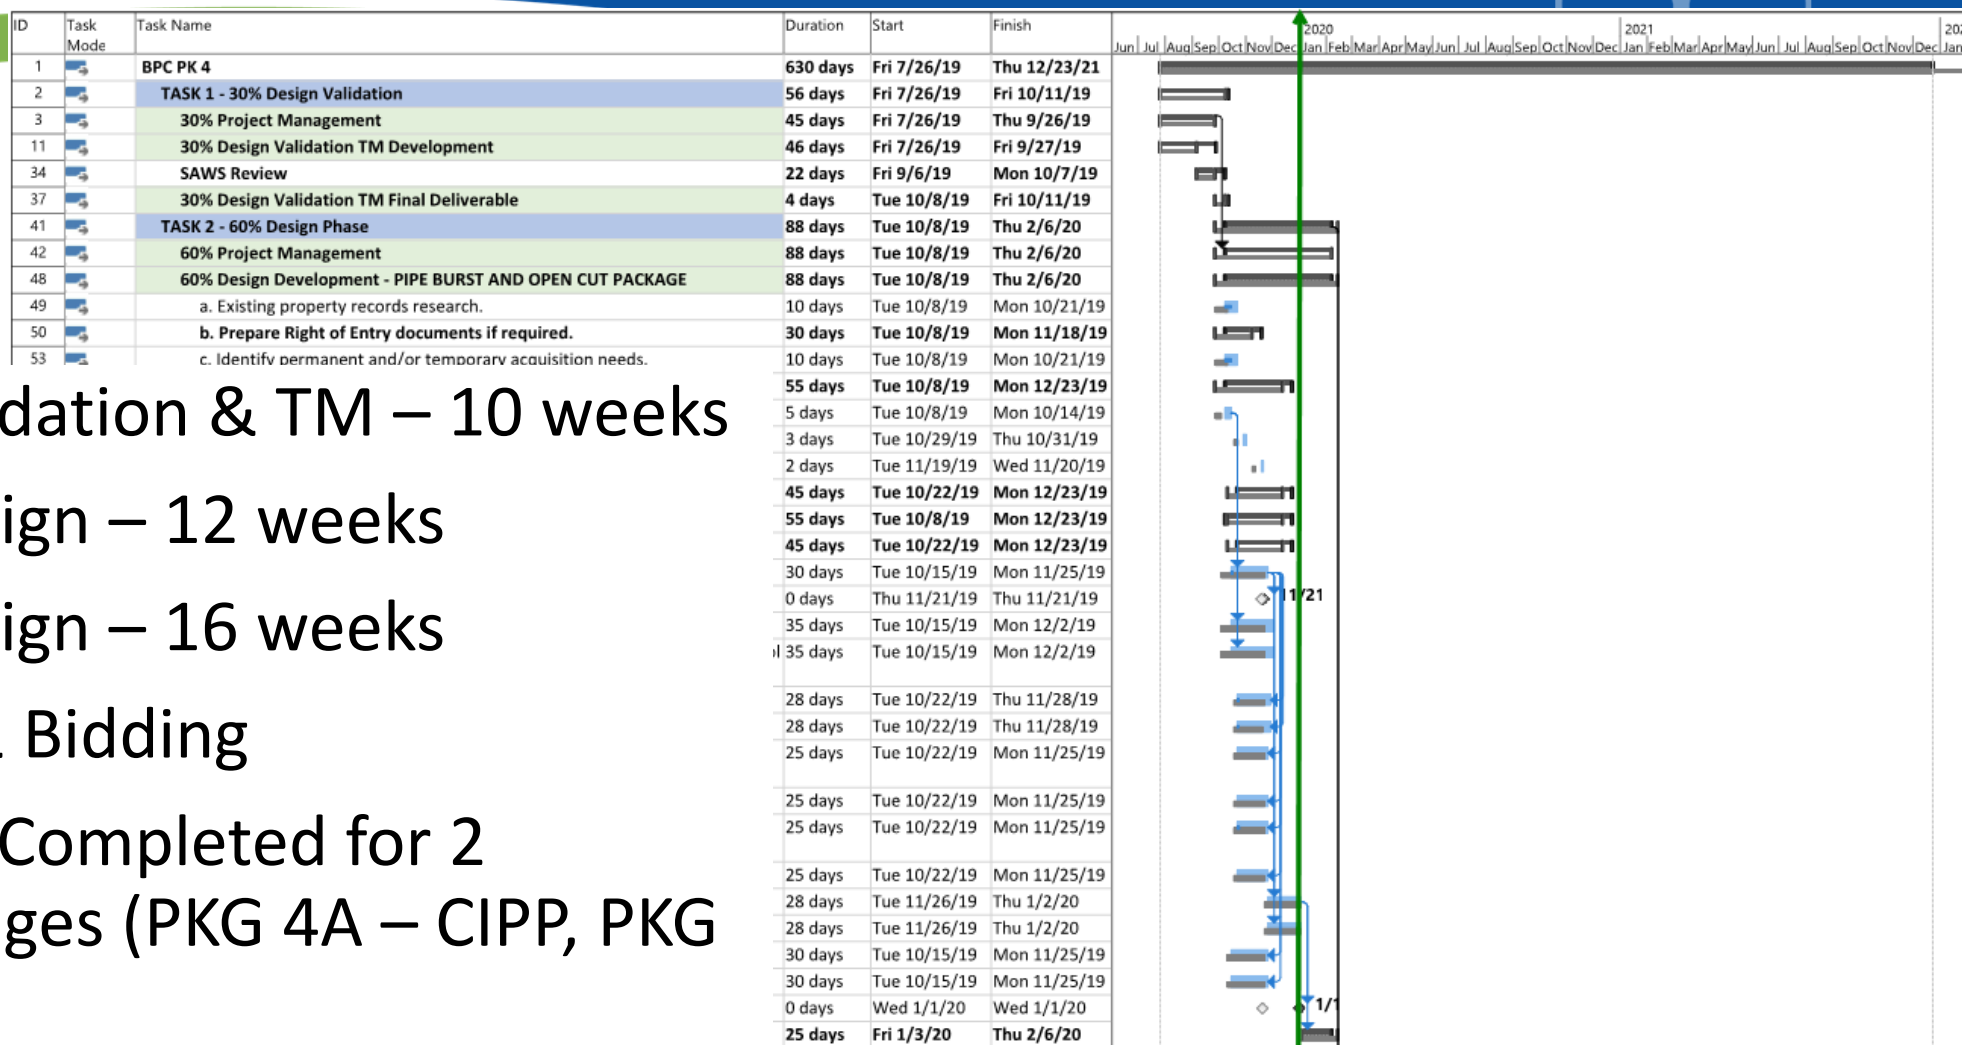 ID Task Mode Task Name Duration Start Finish
2020 2021
Jun Jul Aug Sep Oct Nov Dec Jan Feb Mar Apr May Jun Jul Aug Sep Oct Nov Dec Jan Feb Mar Apr May Jun Jul Aug Sep Oct Nov Dec Jan
1 BPC PK 4 630 days Fri 7/26/19 Thu 12/23/21
2 TASK 1 - 30% Design Validation 56 days Fri 7/26/19 Fri 10/11/19
3 30% Project Management 45 days Fri 7/26/19 Thu 9/26/19
11 30% Design Validation TM Development 46 days Fri 7/26/19 Fri 9/27/19
34 SAWS Review 22 days Fri 9/6/19 Mon 10/7/19
37 30% Design Validation TM Final Deliverable 4 days Tue 10/8/19 Fri 10/11/19
41 TASK 2 - 60% Design Phase 88 days Tue 10/8/19 Thu 2/6/20
42 60% Project Management 88 days Tue 10/8/19 Thu 2/6/20
48 60% Design Development - PIPE BURST AND OPEN CUT PACKAGE 88 days Tue 10/8/19 Thu 2/6/20
49 a. Existing property records research. 10 days Tue 10/8/19 Mon 10/21/19
50 b. Prepare Right of Entry documents if required. 30 days Tue 10/8/19 Mon 11/18/19
53 c. Identify permanent and/or temporary acquisition needs. 10 days Tue 10/8/19 Mon 10/21/19
55 days Tue 10/8/19 Mon 12/23/19
5 days Tue 10/8/19 Mon 10/14/19
3 days Tue 10/29/19 Thu 10/31/19
2 days Tue 11/19/19 Wed 11/20/19
45 days Tue 10/22/19 Mon 12/23/19
55 days Tue 10/8/19 Mon 12/23/19
45 days Tue 10/22/19 Mon 12/23/19
30 days Tue 10/15/19 Mon 11/25/19
0 days Thu 11/21/19 Thu 11/21/19 11/21
35 days Tue 10/15/19 Mon 12/2/19
35 days Tue 10/15/19 Mon 12/2/19
28 days Tue 10/22/19 Thu 11/28/19
28 days Tue 10/22/19 Thu 11/28/19
25 days Tue 10/22/19 Mon 11/25/19
25 days Tue 10/22/19 Mon 11/25/19
25 days Tue 10/22/19 Mon 11/25/19
25 days Tue 10/22/19 Mon 11/25/19
28 days Tue 11/26/19 Thu 1/2/20
28 days Tue 11/26/19 Thu 1/2/20
30 days Tue 10/15/19 Mon 11/25/19
30 days Tue 10/15/19 Mon 11/25/19
0 days Wed 1/1/20 Wed 1/1/20 1/1
25 days Fri 1/3/20 Thu 2/6/20
dation & TM – 10 weeks
ign – 12 weeks
ign – 16 weeks
Bidding
Completed for 2
ges (PKG 4A – CIPP, PKG